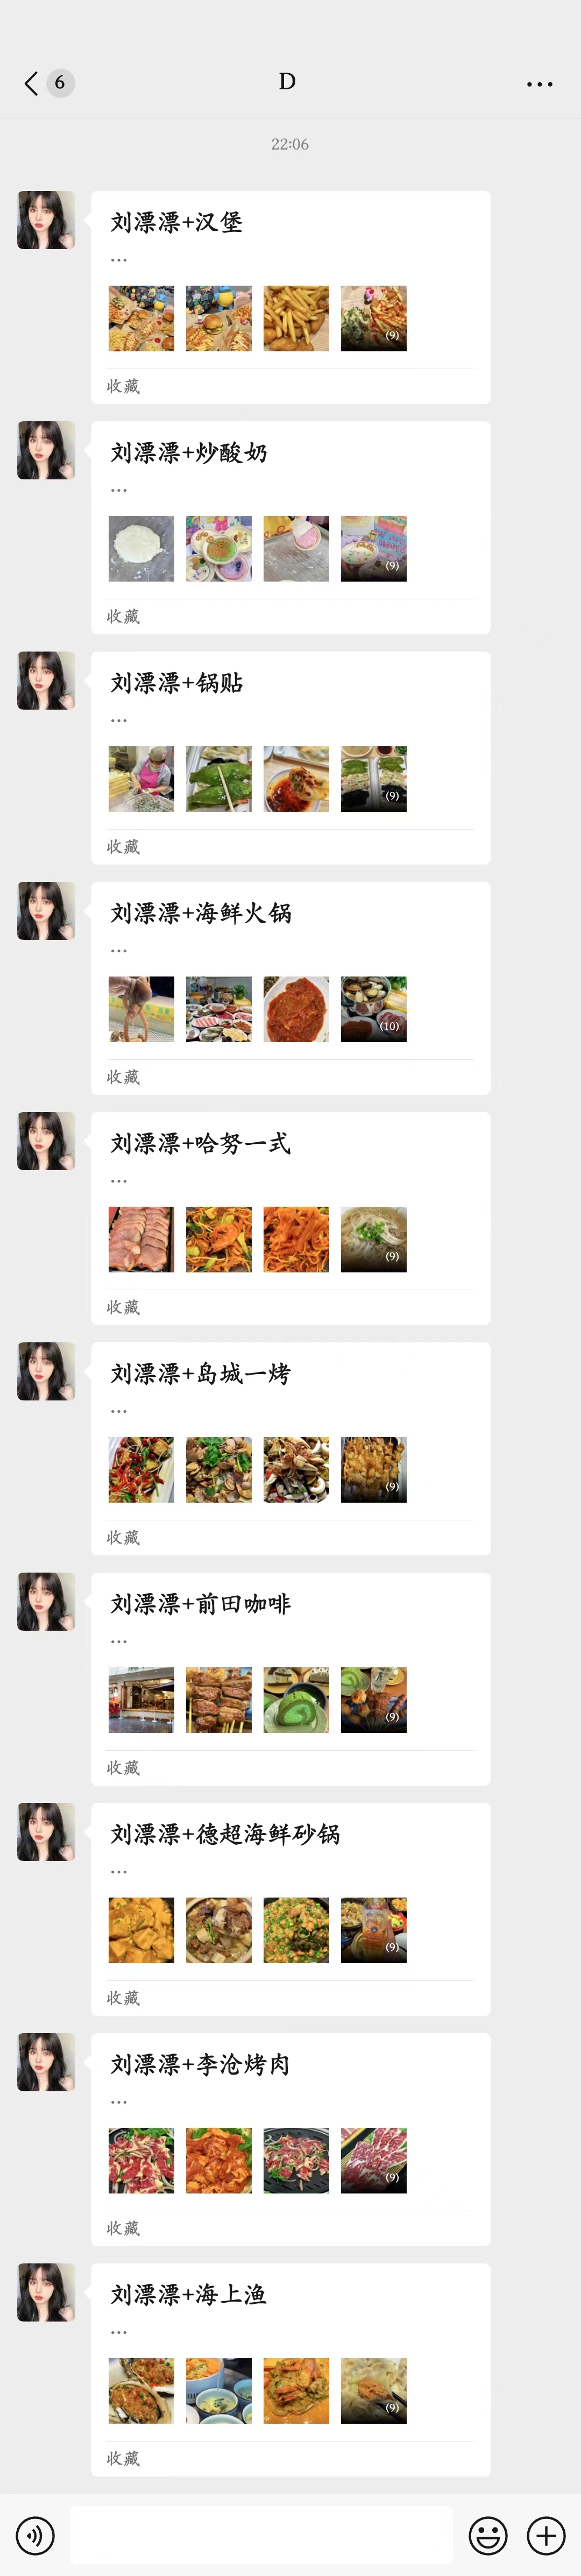 6
D
...
22:06
刘漂漂+汉堡
...
(9)
收藏
刘漂漂+炒酸奶
...
(9)
收藏
刘漂漂+锅贴
...
(9)
收藏
刘漂漂+海鲜火锅
...
(10)
收藏
刘漂漂+哈努一式
...
(9)
收藏
刘漂漂+岛城一烤
...
(9)
收藏
刘漂漂+前田咖啡
...
(9)
收藏
刘漂漂+德超海鲜砂锅
...
(9)
收藏
刘漂漂+李沧烤肉
...
(9)
收藏
刘漂漂+海上渔
...
(9)
收藏